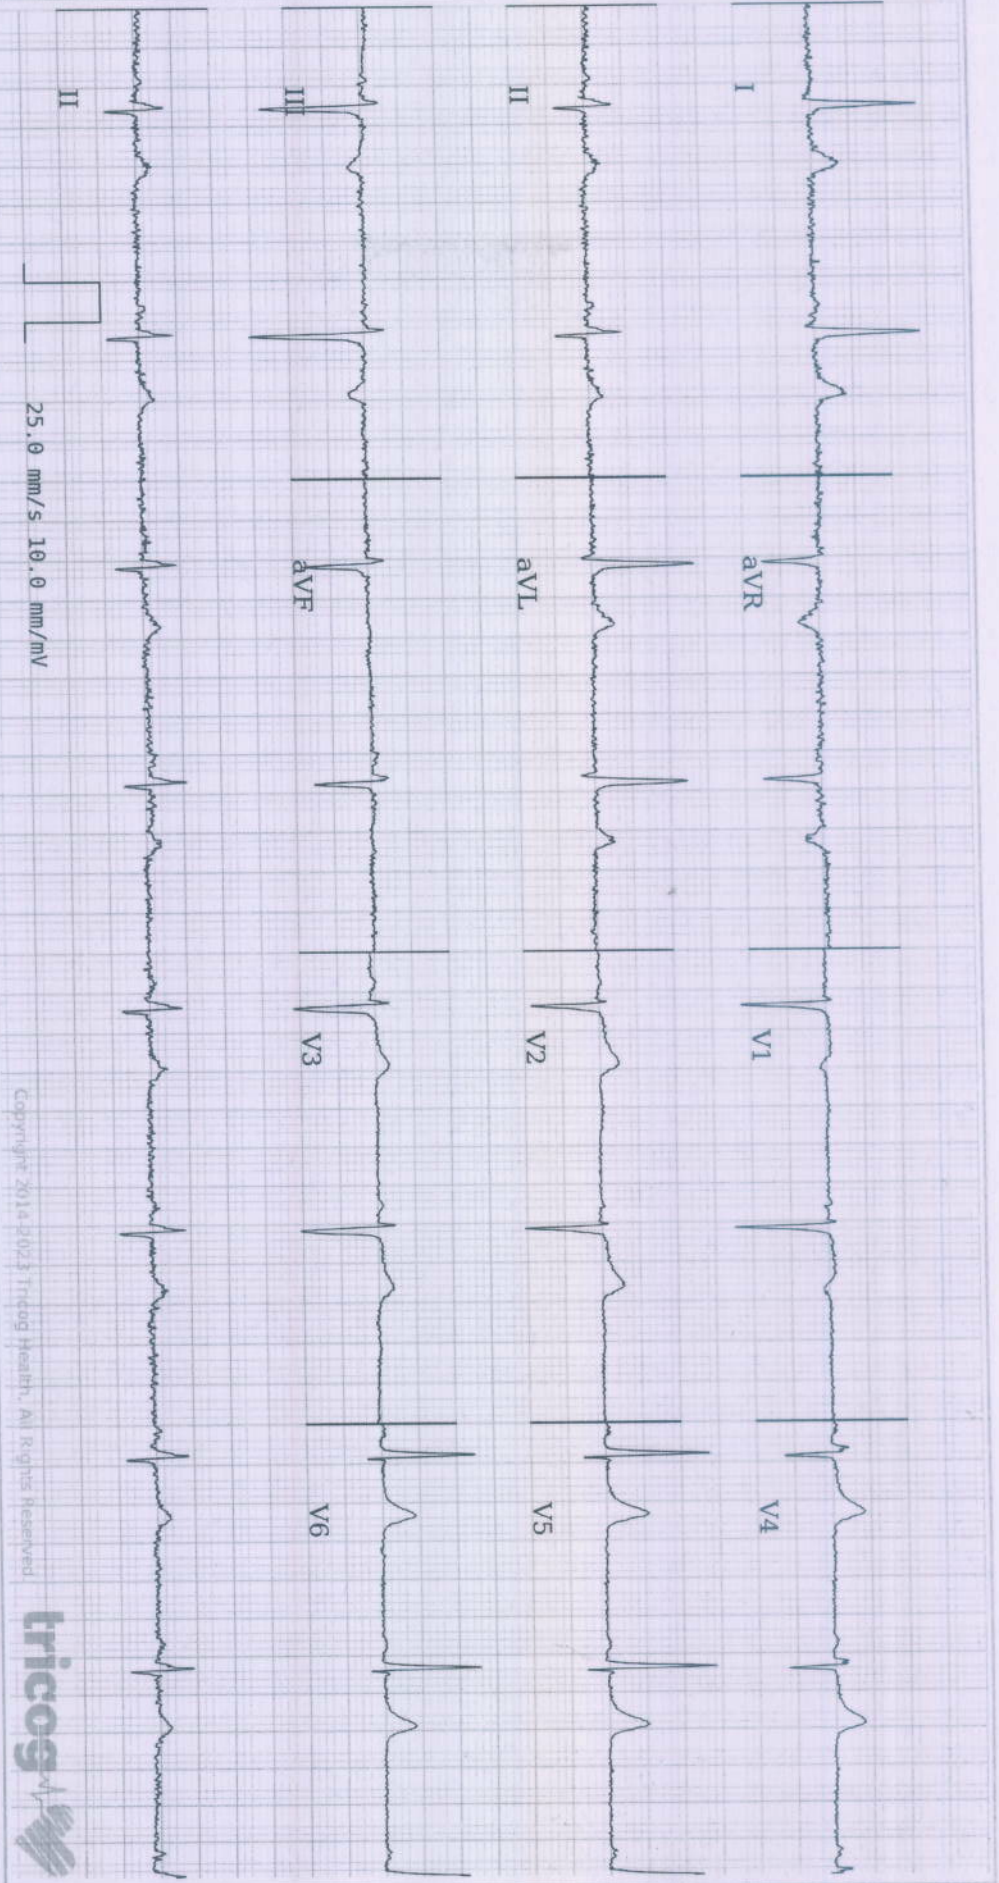 I
aVR
V1
V4
II
aVL
V2
V5
III
aVF
V3
V6
II
25.0 mm/s 10.0 mm/mV
Copyright 2014-2023 Tricog Health, All Rights Reserved
tricog